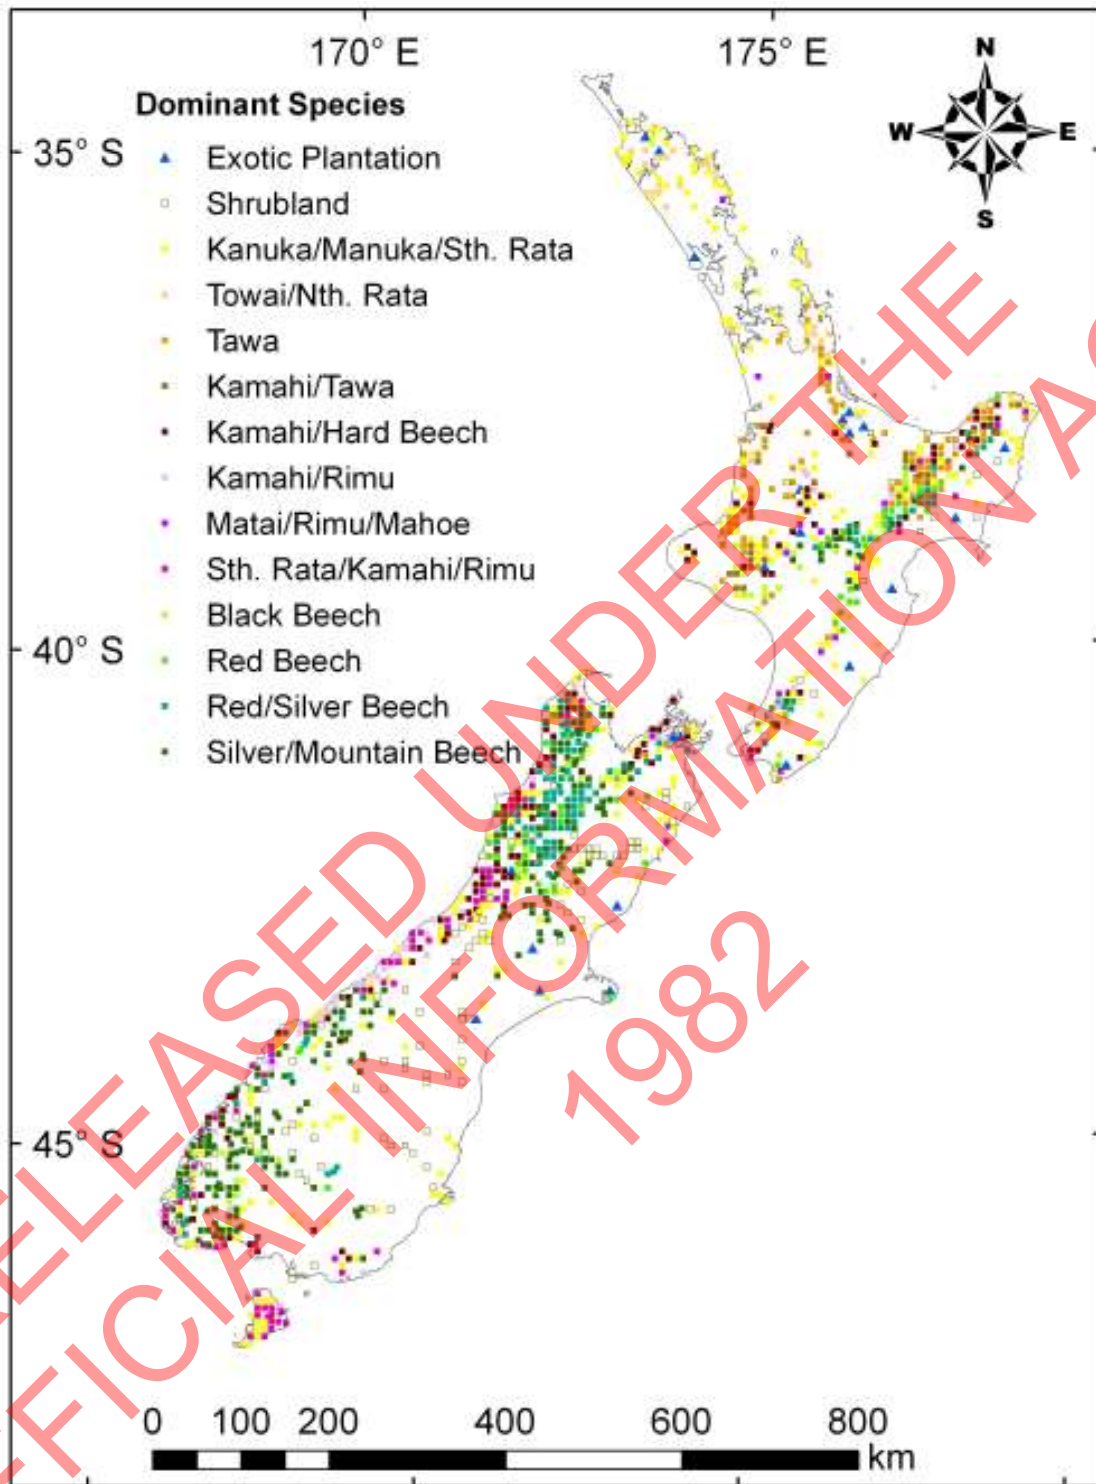 170° E
175° E
N
W
E
S
35° S
40° S
45° S
Dominant Species
Exotic Plantation
Shrubland
Kanuka/Manuka/Sth. Rata
Towai/Nth. Rata
Tawa
Kamahi/Tawa
Kamahi/Hard Beech
Kamahi/Rimu
Matai/Rimu/Mahoe
Sth. Rata/Kamahi/Rimu
Black Beech
Red Beech
Red/Silver Beech
Silver/Mountain Beech
0 100 200 400 600 800
km
RELEASED UNDER THE
OFFICIAL INFORMATION AC
1982